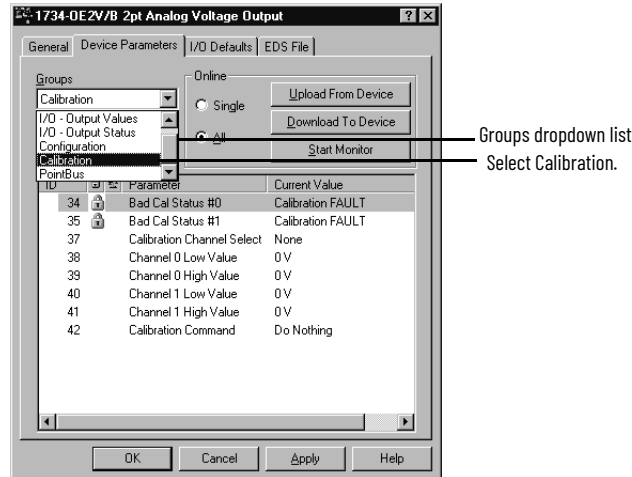 1734-OE2V/B 2pt Analog Voltage Output
General Device Parameters I/O Defaults EDS File
Groups
Calibration
I/O - Output Values
I/O - Output Status
Configuration
Calibration
PointBus
Online
Single
All
Upload From Device
Download To Device
Start Monitor
Groups dropdown list
Select Calibration.
ID Parameter Current Value
34 Bad Cal Status #0 Calibration FAULT
35 Bad Cal Status #1 Calibration FAULT
37 Calibration Channel Select None
38 Channel 0 Low Value 0 V
39 Channel 0 High Value 0 V
40 Channel 1 Low Value 0 V
41 Channel 1 High Value 0 V
42 Calibration Command Do Nothing
OK Cancel Apply Help